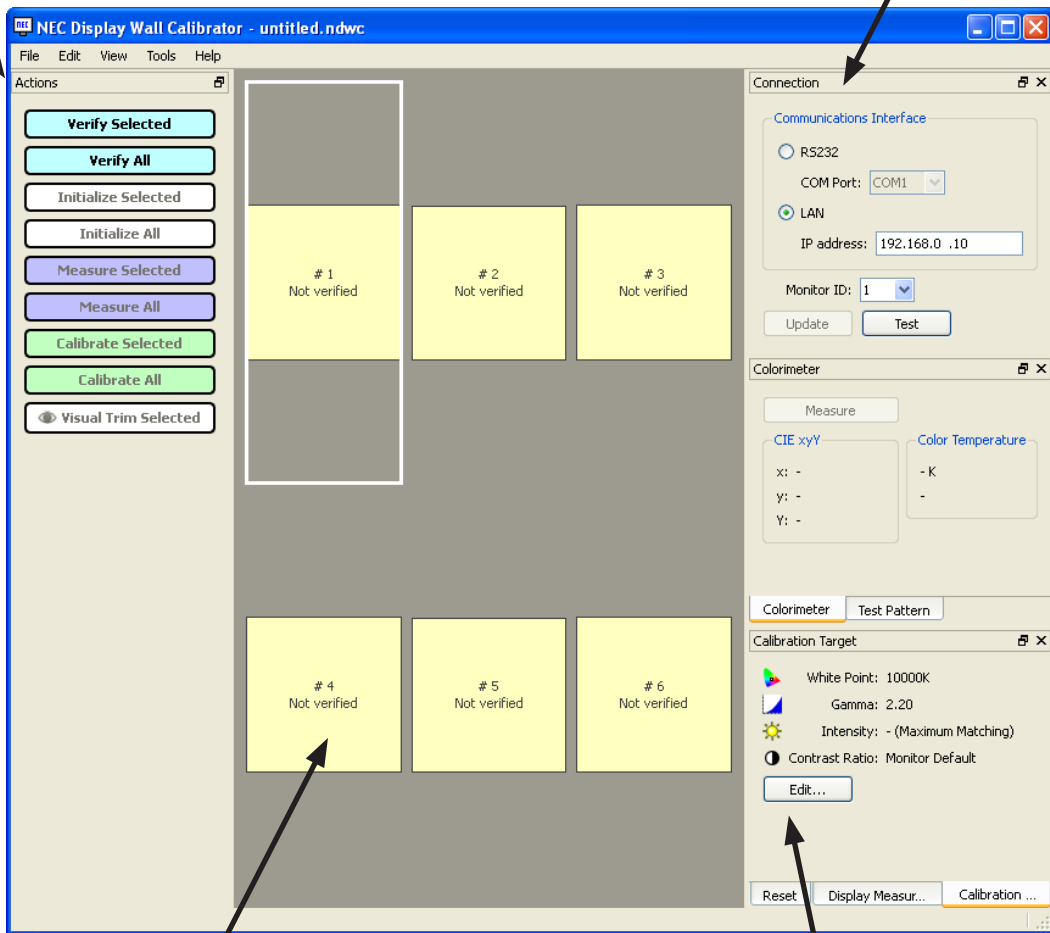 NEC NEC Display Wall Calibrator - untitled.ndwc
File Edit View Tools Help
Actions
Verify Selected
Verify All
Initialize Selected
Initialize All
Measure Selected
Measure All
Calibrate Selected
Calibrate All
Visual Trim Selected
# 1
Not verified
# 2
Not verified
# 3
Not verified
# 4
Not verified
# 5
Not verified
# 6
Not verified
Connection
Communications Interface
RS232
COM Port: COM1
LAN
IP address: 192.168.0 .10
Monitor ID: 1
Update Test
Colorimeter
Measure
CIE xyY
x: -
y: -
Y: -
Color Temperature
- K
-
Colorimeter Test Pattern
Calibration Target
White Point: 10000K
Gamma: 2.20
Intensity: - (Maximum Matching)
Contrast Ratio: Monitor Default
Edit...
Reset Display Measur... Calibration ...